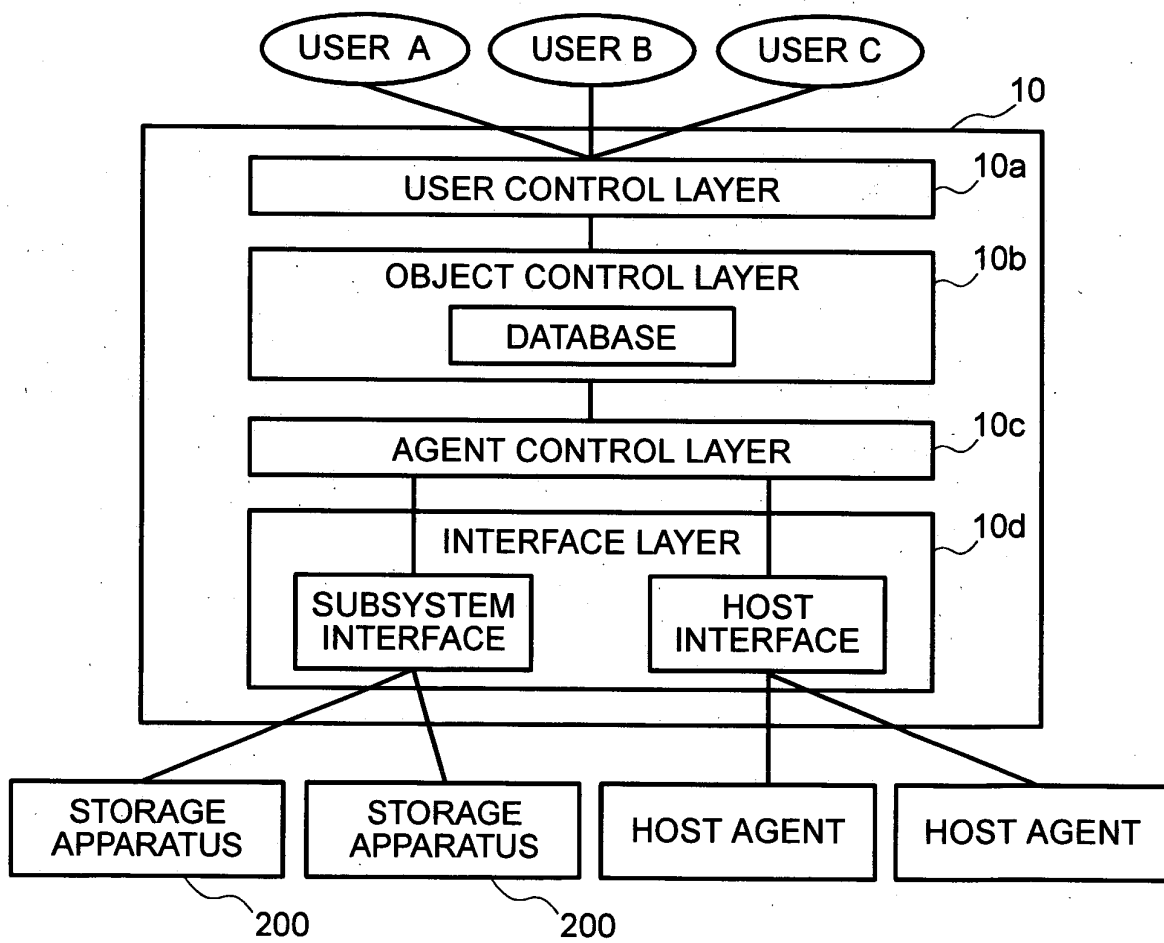 USER A
USER B
USER C
10
USER CONTROL LAYER
10a
OBJECT CONTROL LAYER
10b
DATABASE
AGENT CONTROL LAYER
10c
INTERFACE LAYER
10d
SUBSYSTEM
INTERFACE
HOST
INTERFACE
STORAGE
APPARATUS
STORAGE
APPARATUS
HOST AGENT
HOST AGENT
200
200